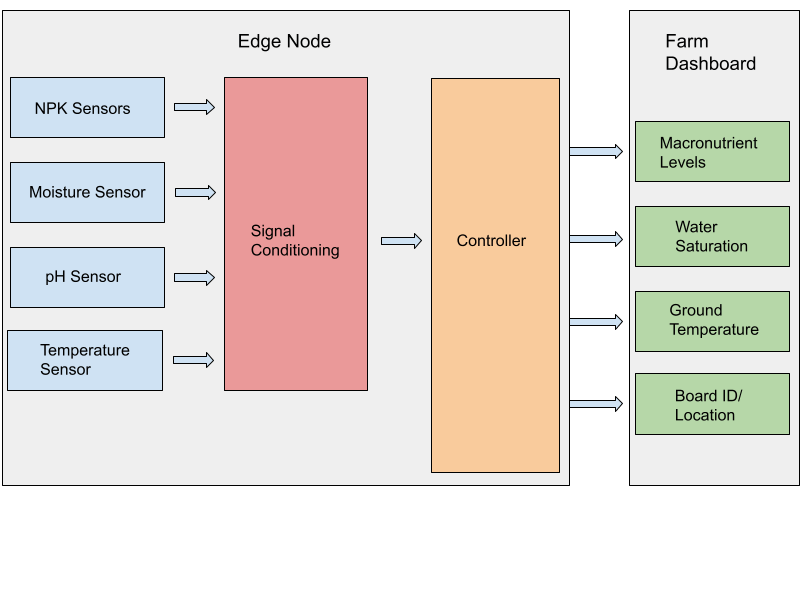 Edge Node
NPK Sensors
Moisture Sensor
pH Sensor
Temperature
Sensor
Signal
Conditioning
Controller
Farm
Dashboard
Macronutrient
Levels
Water
Saturation
Ground
Temperature
Board ID/
Location